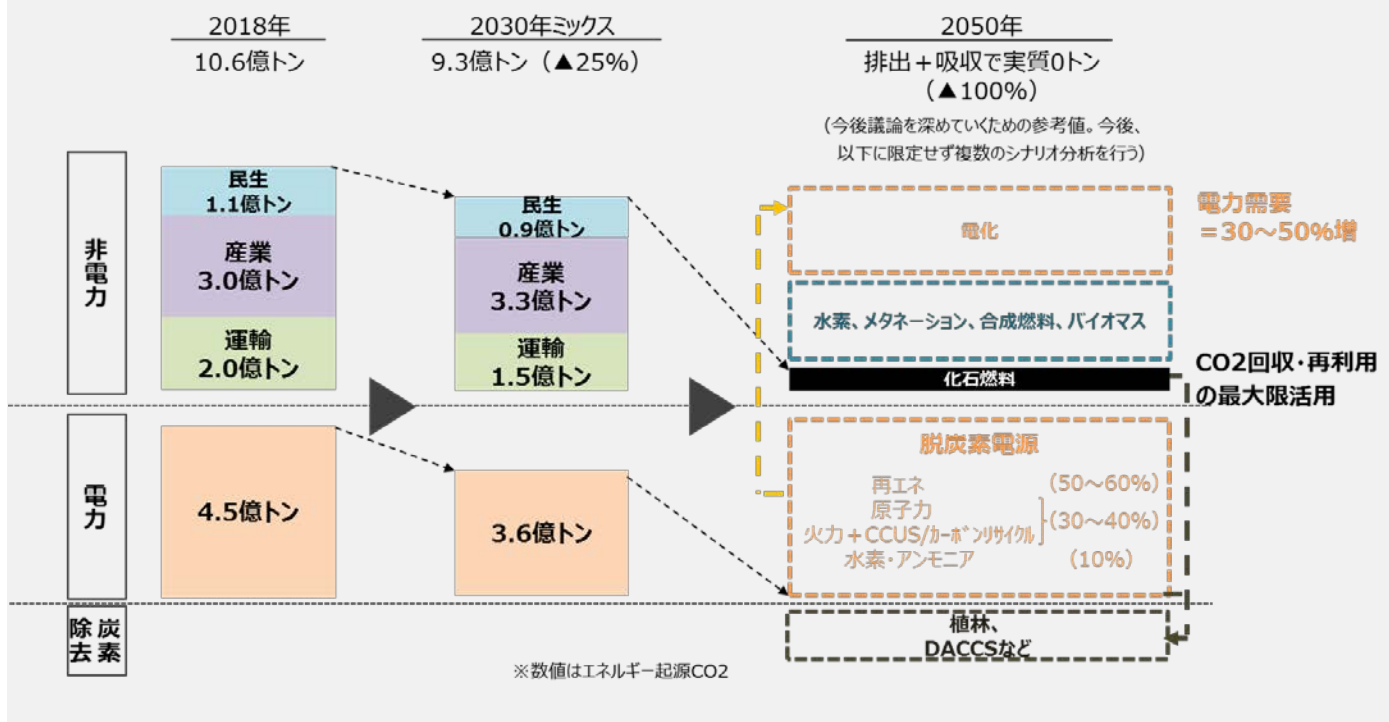 2018年
10.6億トン
2030年ミックス
9.3億トン（▲25%）
2050年
排出＋吸収で実質0トン
（▲100%）
（今後議論を深めていくための参考値。今後、
以下に限定せず複数のシナリオ分析を行う）
非電力
民生
1.1億トン
産業
3.0億トン
運輸
2.0億トン
民生
0.9億トン
産業
3.3億トン
運輸
1.5億トン
電化
電力需要
＝30～50%増
水素、メタネーション、合成燃料、バイオマス
化石燃料
CO2回収・再利用
の最大限活用
電力
4.5億トン
3.6億トン
脱炭素電源
再エネ （50～60%）
原子力
火力＋CCUS/ｶｰﾎﾞﾝﾘｻｲｸﾙ
（30～40%）
水素・アンモニア （10%）
炭素除去
植林、
DACCSなど
※数値はエネルギー起源CO2